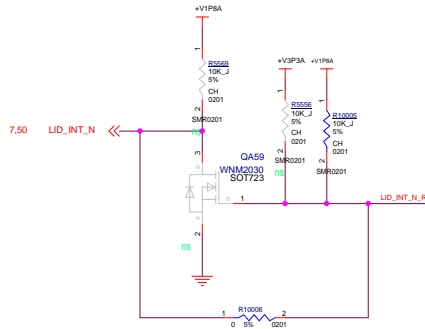 +V1P8A
1
R5569
10K_J
5%
CH
0201
2
SMR0201
ns
+V3P3A
+V1P8A
1
R5556
10K_J
5%
CH
0201
2
SMR0201
ns
1
R10005
10K_J
5%
CH
0201
2
SMR0201
7,50
LID_INT_N
3
QA59
WNM2030
SOT723
D
G
1
S
2
ns
LID_INT_N_R
R10006
1
2
0
5%
0201